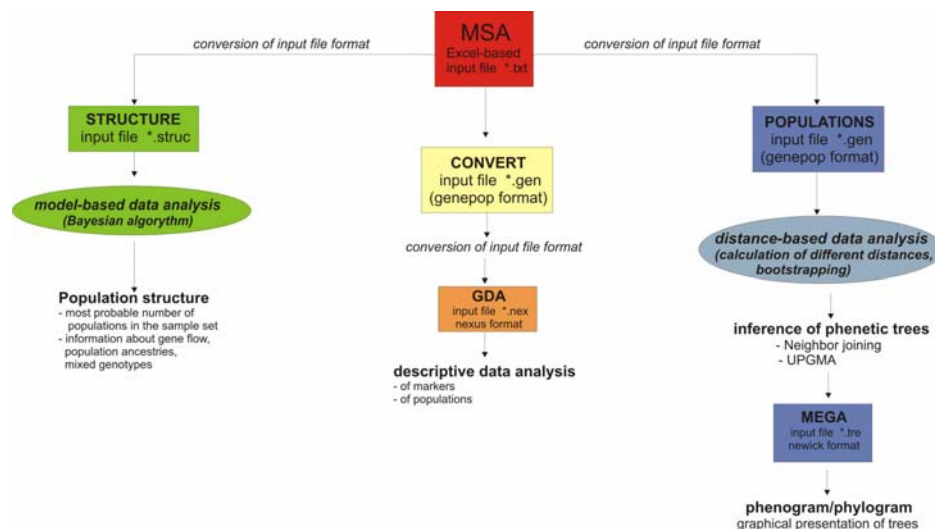 MSA
Excel-based
input file *.txt
conversion of input file format
conversion of input file format
STRUCTURE
input file *.struc
model-based data analysis
(Bayesian algorythm)
Population structure
- most probable number of
populations in the sample set
- information about gene flow,
population ancestries,
mixed genotypes
CONVERT
input file *.gen
(genepop format)
conversion of input file format
GDA
input file *.nex
nexus format
descriptive data analysis
- of markers
- of populations
POPULATIONS
input file *.gen
(genepop format)
distance-based data analysis
(calculation of different distances,
bootstrapping)
inference of phenetic trees
- Neighbor joining
- UPGMA
MEGA
input file *.tre
newick format
phenogram/phylogram
graphical presentation of trees